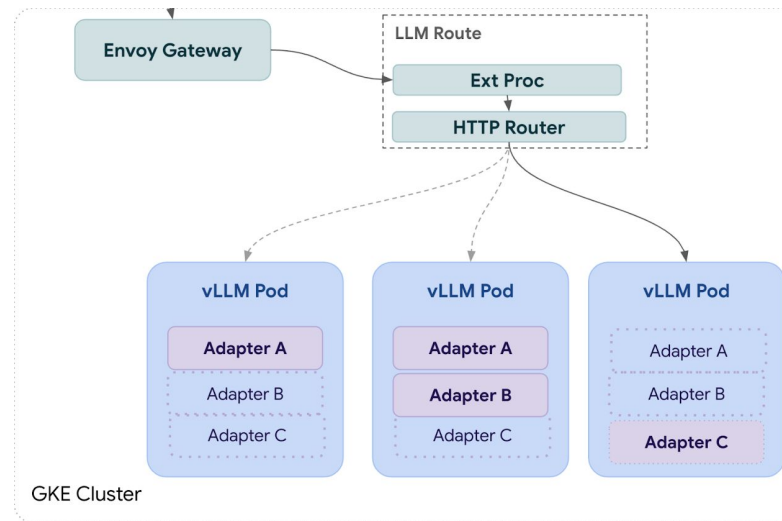 LLM Route
Envoy Gateway
Ext Proc
HTTP Router
vLLM Pod
Adapter A
Adapter B
Adapter C
vLLM Pod
Adapter A
Adapter B
Adapter C
vLLM Pod
Adapter A
Adapter B
Adapter C
GKE Cluster